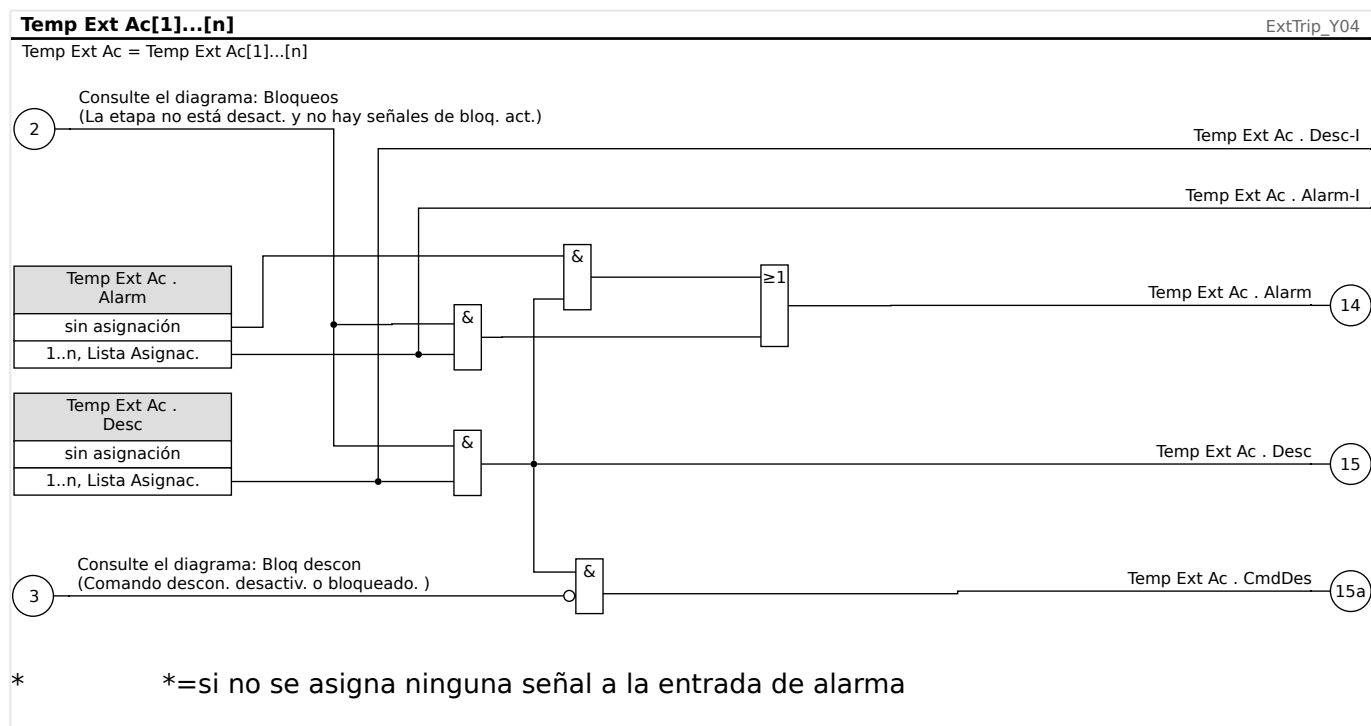 Temp Ext Ac[1]...[n]
ExtTrip_Y04
Temp Ext Ac = Temp Ext Ac[1]...[n]
Consulte el diagrama: Bloqueos
(La etapa no está desact. y no hay señales de bloq. act.)
2
Temp Ext Ac . Desc-I
Temp Ext Ac . Alarm-I
&
Temp Ext Ac .
Alarm
≥1
Temp Ext Ac . Alarm
14
&
sin asignación
1..n, Lista Asignac.
Temp Ext Ac .
Desc
&
sin asignación
Temp Ext Ac . Desc
15
1..n, Lista Asignac.
Consulte el diagrama: Bloq descon
(Comando descon. desactiv. o bloqueado. )
3
&
Temp Ext Ac . CmdDes
15a
* *=si no se asigna ninguna señal a la entrada de alarma